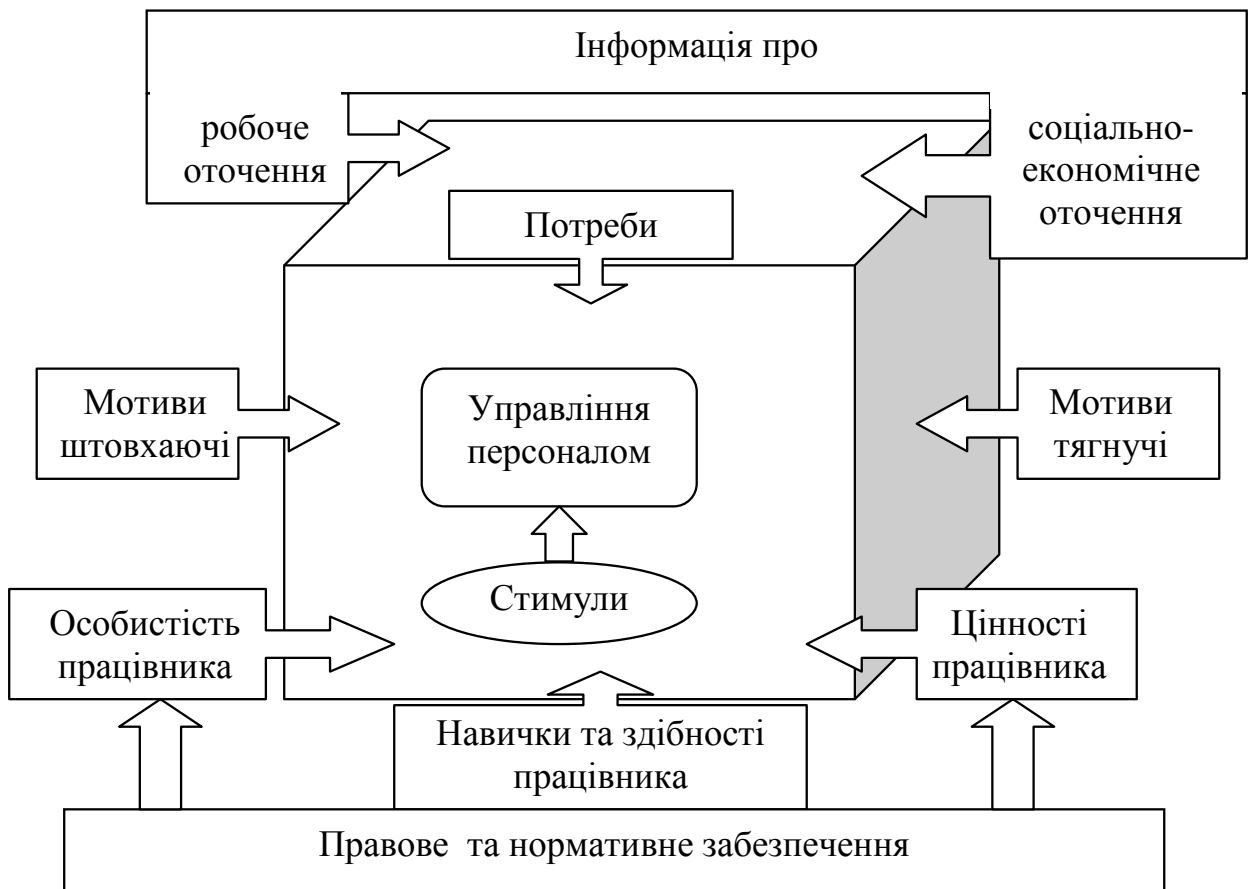 Інформація про
робоче
оточення
соціально-
економічне
оточення
Потреби
Мотиви
штовхаючі
Управління
персоналом
Мотиви
тягнучі
Стимули
Особистість
працівника
Цінності
працівника
Навички та здібності
працівника
Правове та нормативне забезпечення